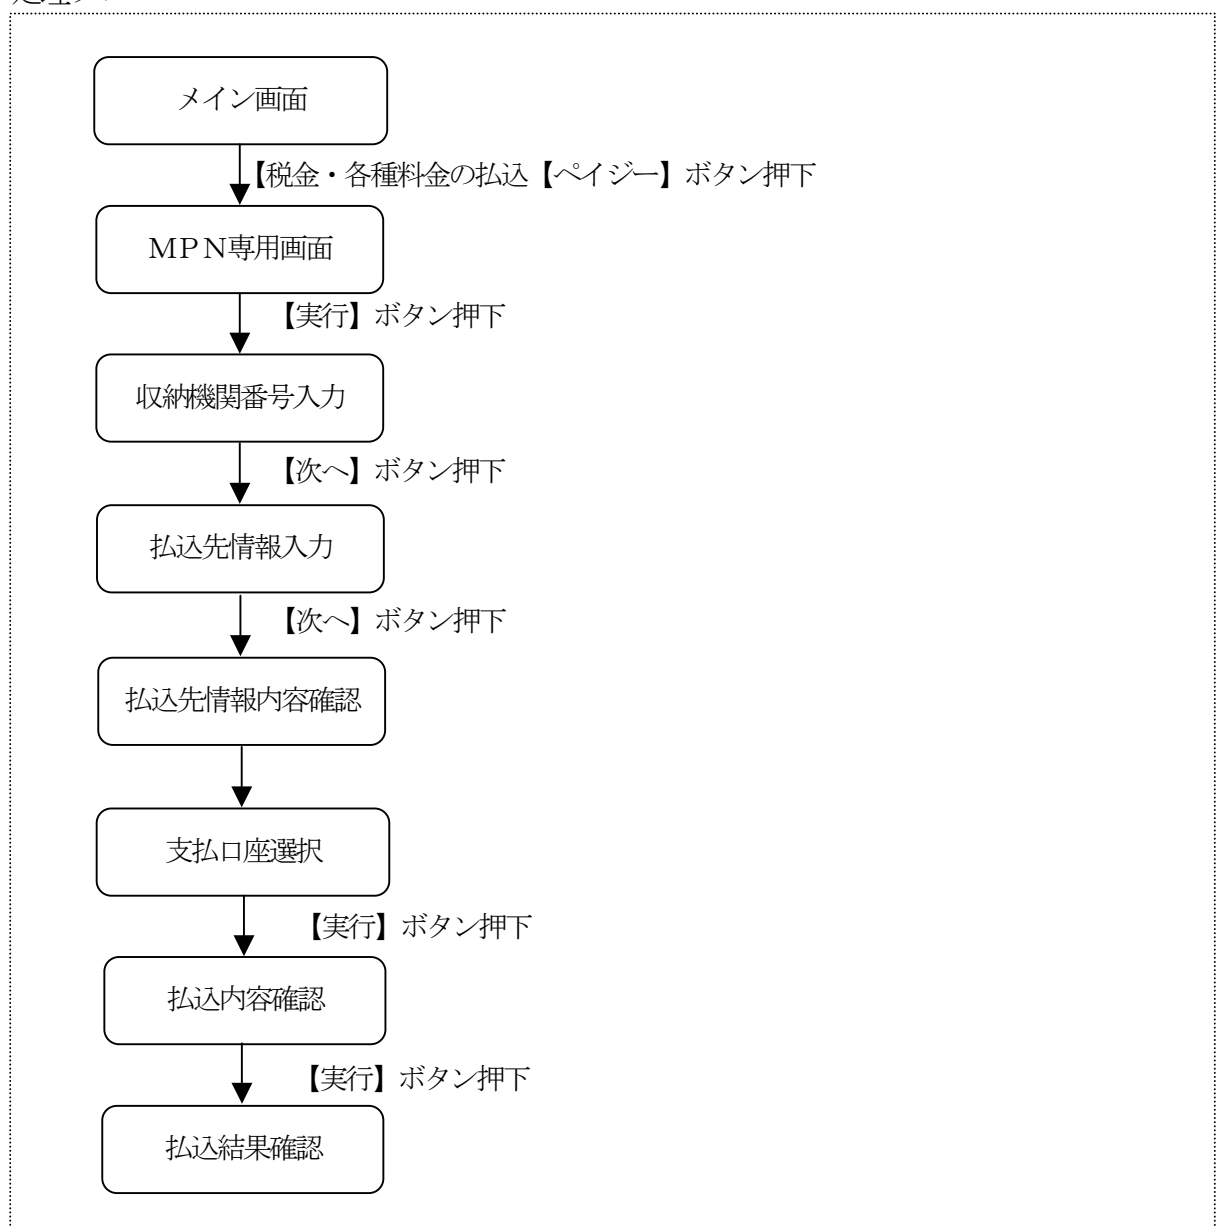 メイン画面
【税金・各種料金の払込【ペイジー】ボタン押下
ＭＰＮ専用画面
【実行】ボタン押下
収納機関番号入力
【次へ】ボタン押下
払込先情報入力
【次へ】ボタン押下
払込先情報内容確認
支払口座選択
【実行】ボタン押下
払込内容確認
【実行】ボタン押下
払込結果確認